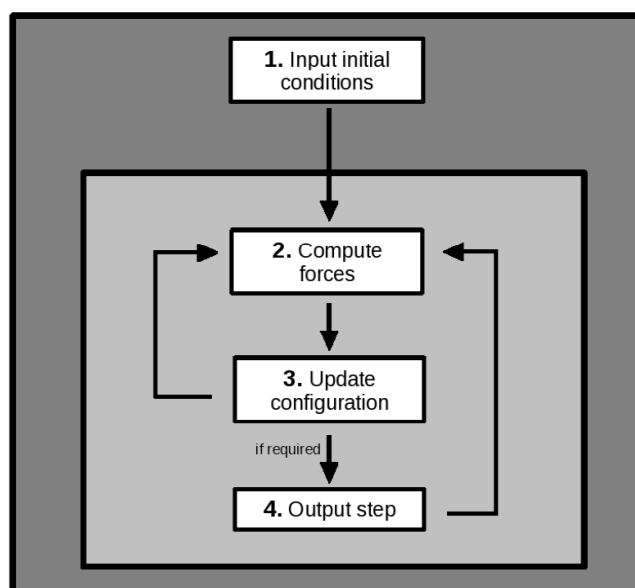 1. Input initial
conditions
2. Compute
forces
3. Update
configuration
if required
4. Output step